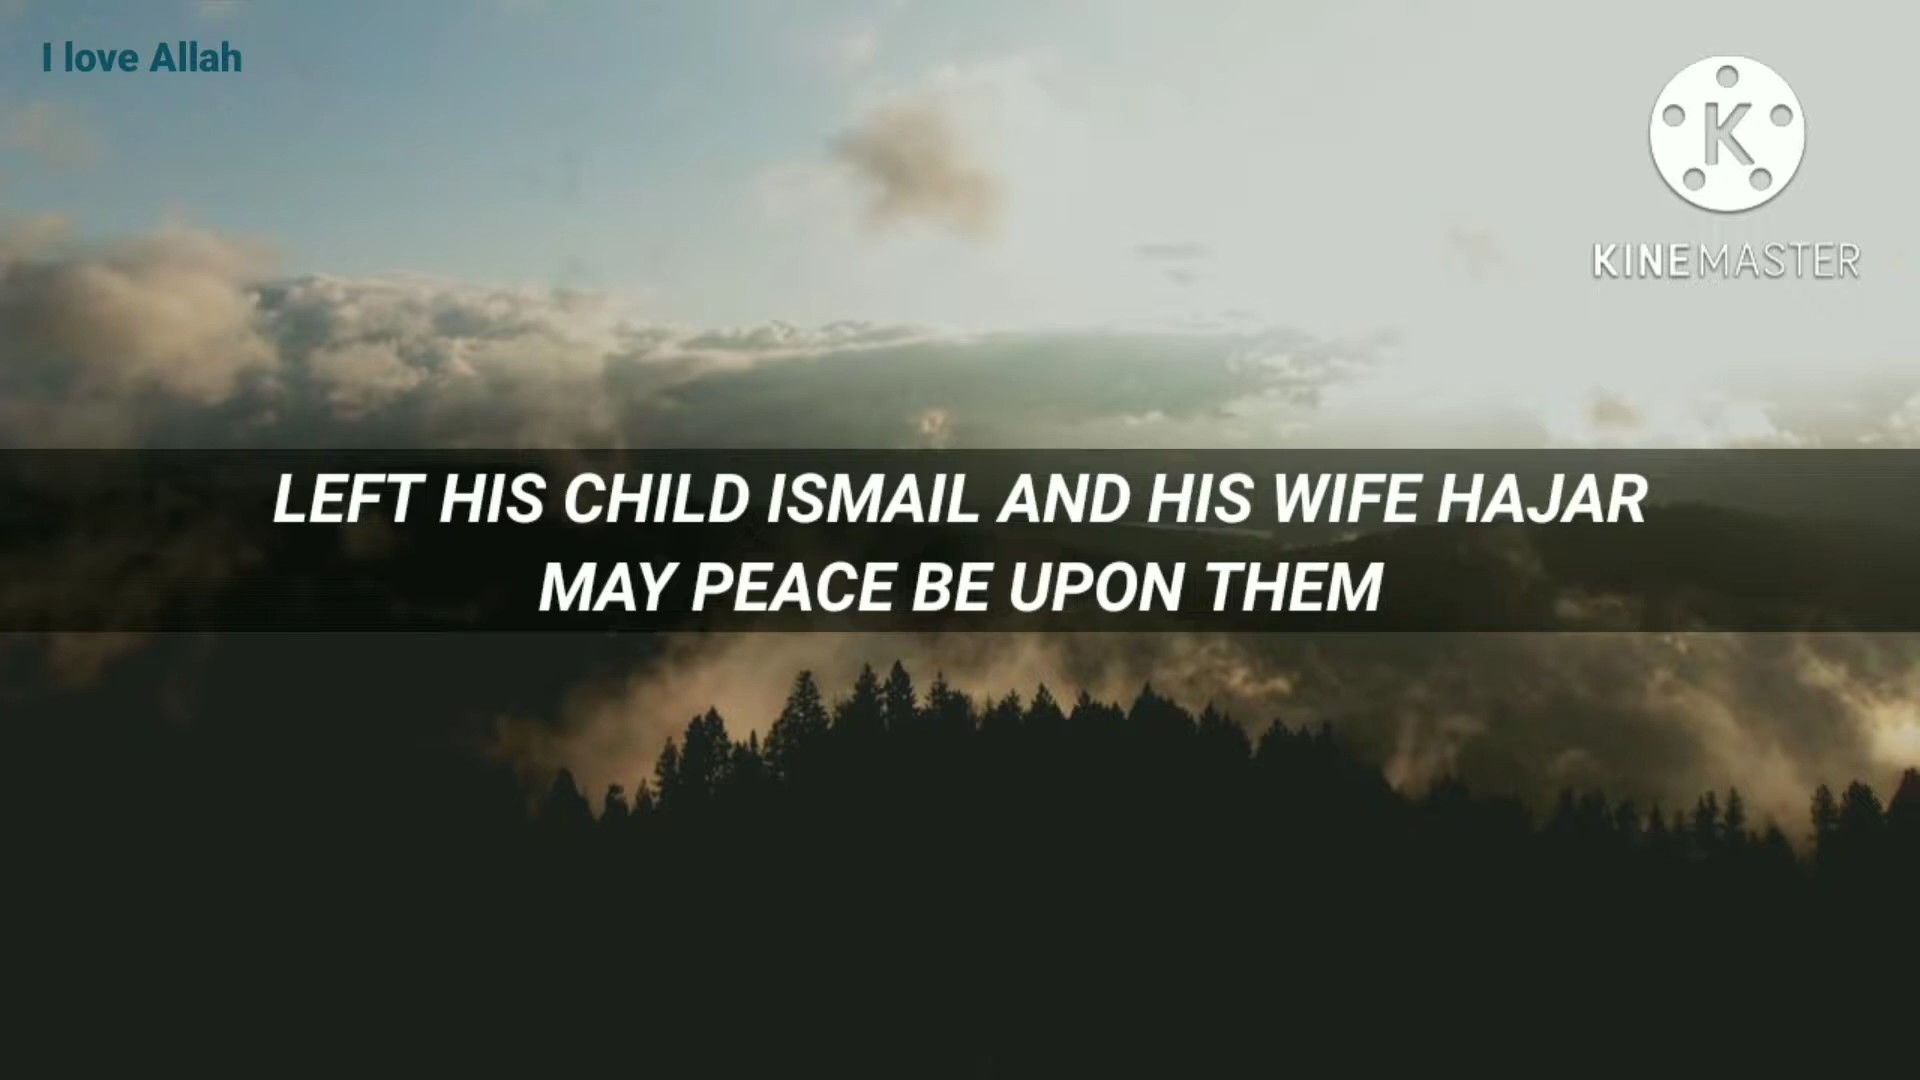 I love Allah
K
KINEMASTER
LEFT HIS CHILD ISMAIL AND HIS WIFE HAJAR
MAY PEACE BE UPON THEM